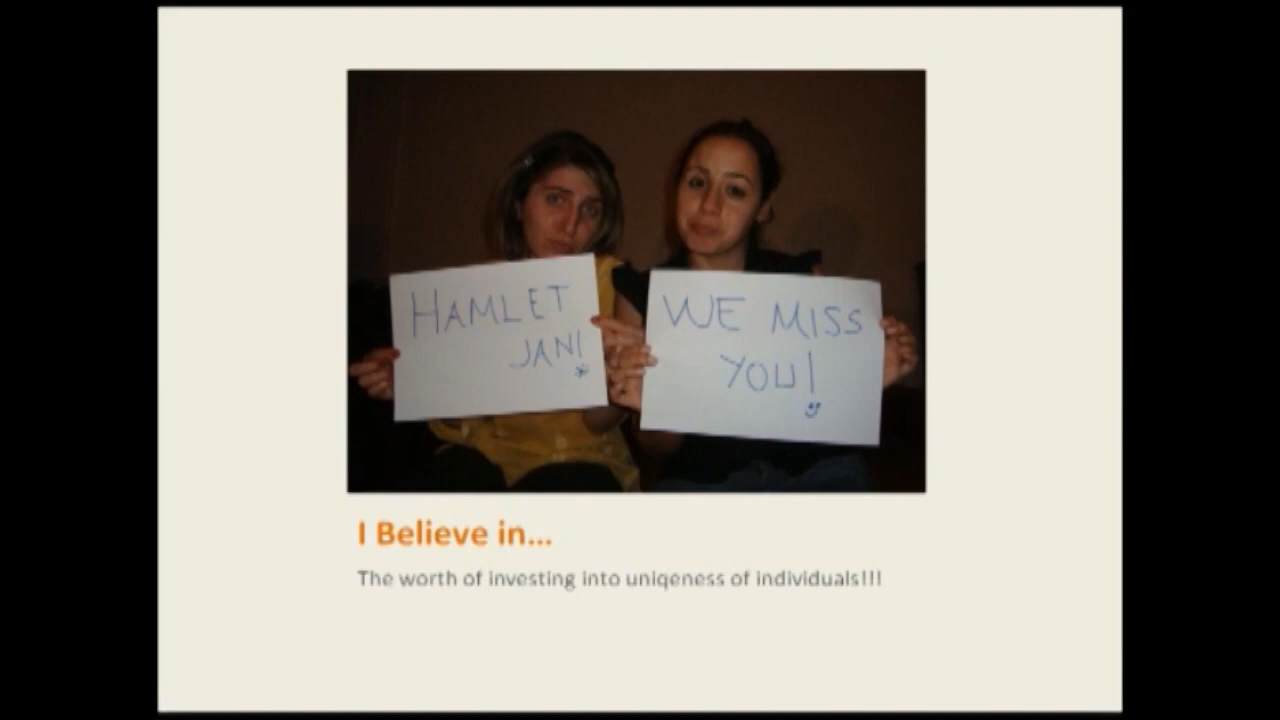 HAMLET
JAN!
WE MISS
YOU!
I Believe in...
The worth of investing into uniqeness of individuals!!!